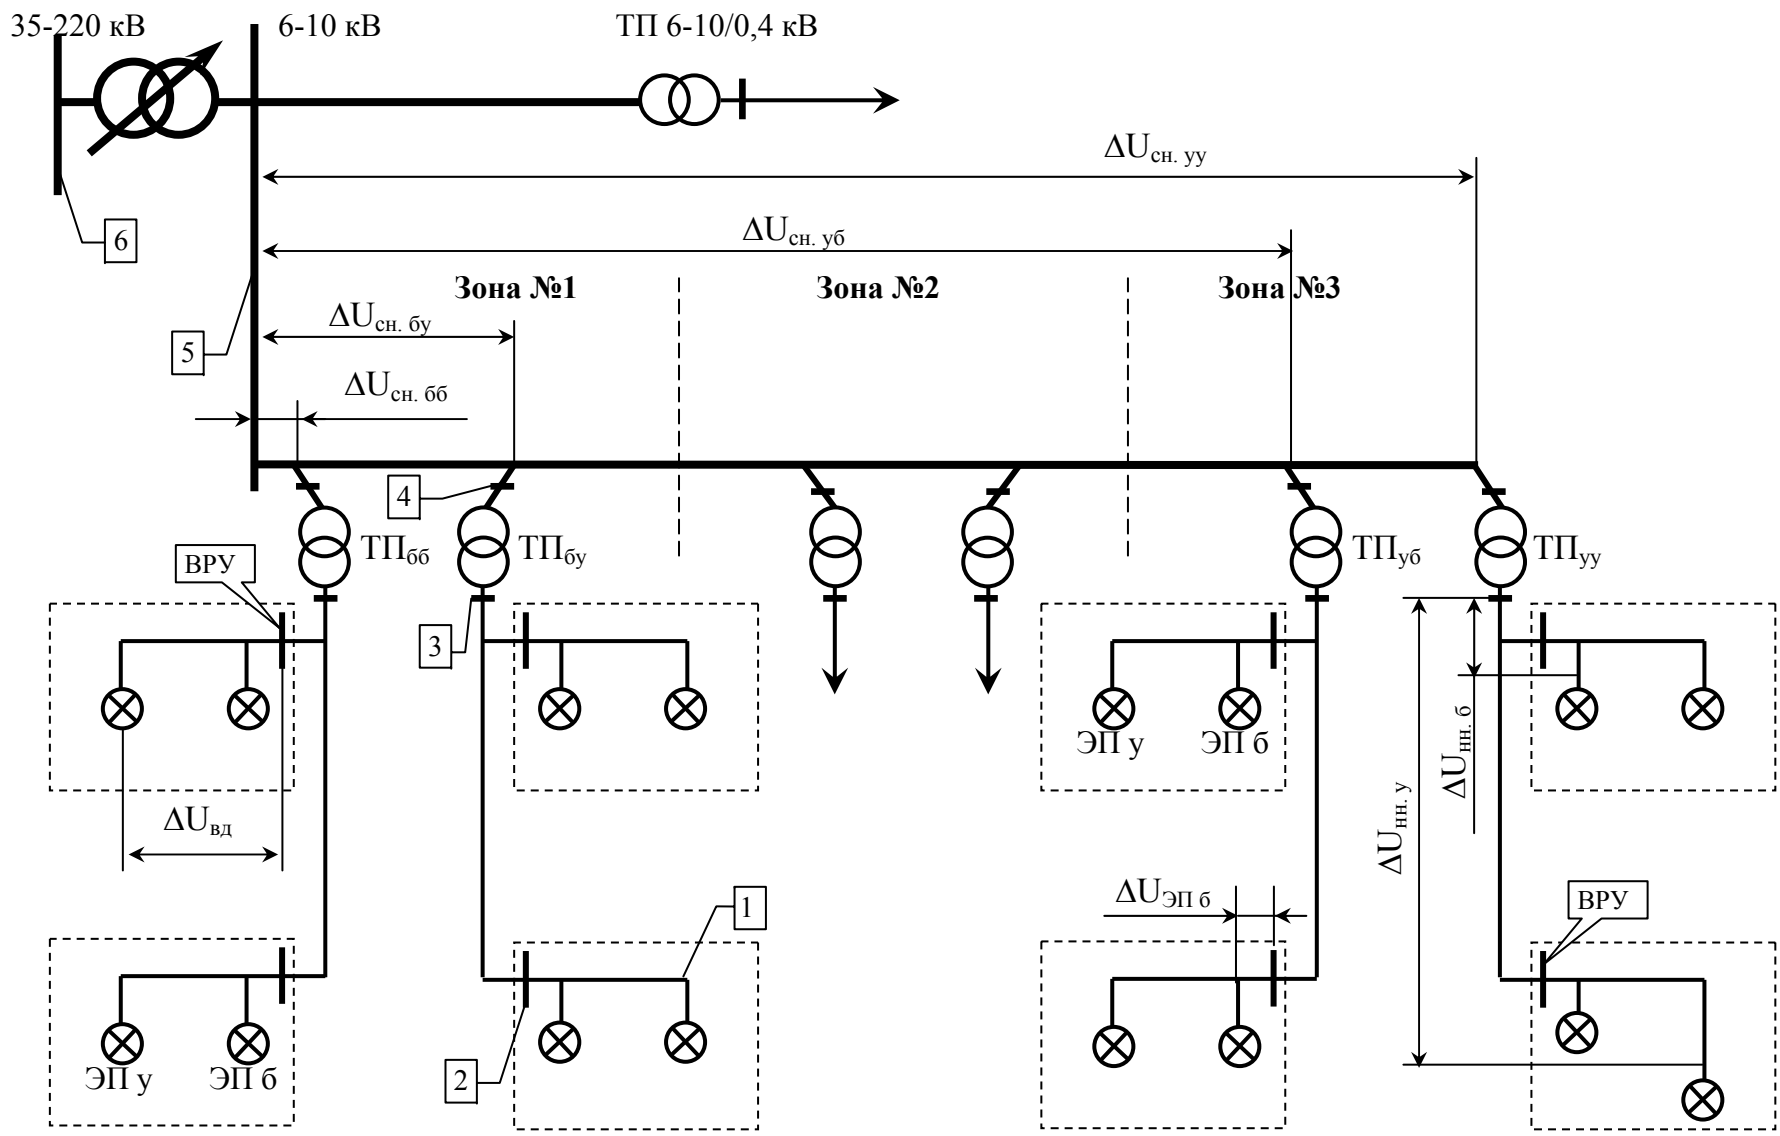 35-220 кВ
6-10 кВ
ТП 6-10/0,4 кВ
ΔUсн. уу
6
ΔUсн. уб
Зона №1
Зона №2
Зона №3
ΔUсн. бу
5
ΔUсн. бб
4
ТПбб
ТПбу
ТПуб
ТПуу
ВРУ
3
ЭП у
ЭП б
ΔUнн. б
ΔUнн. у
ΔUвд
ΔUЭП б
1
ВРУ
2
ЭП у
ЭП б